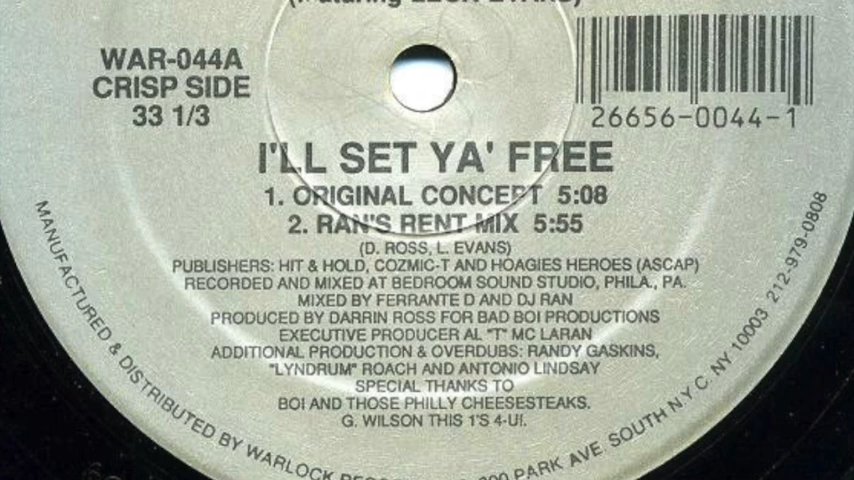 LEON EVANS)
WAR-044A
CRISP SIDE
33 1/3
26656-0044-1
I'LL SET YA' FREE
1. ORIGINAL CONCEPT 5:08
2. RAN'S RENT MIX 5:55
(D. ROSS, L. EVANS)
PUBLISHERS: HIT & HOLD, COZMIC-T AND HOAGIES HEROES (ASCAP)
RECORDED AND MIXED AT BEDROOM SOUND STUDIO, PHILA., PA.
MIXED BY FERRANTE D AND DJ RAN
PRODUCED BY DARRIN ROSS FOR BAD BOI PRODUCTIONS
EXECUTIVE PRODUCER AL "T" MC LARAN
ADDITIONAL PRODUCTION & OVERDUBS: RANDY GASKINS,
"LYNDRUM" ROACH AND ANTONIO LINDSAY
SPECIAL THANKS TO
BOI AND THOSE PHILLY CHEESESTEAKS.
G. WILSON THIS 1'S 4-U!.
MANUFACTURED & DISTRIBUTED BY WARLOCK PARK AVE. SOUTH N.Y.C. NY 10003 212-979-0808